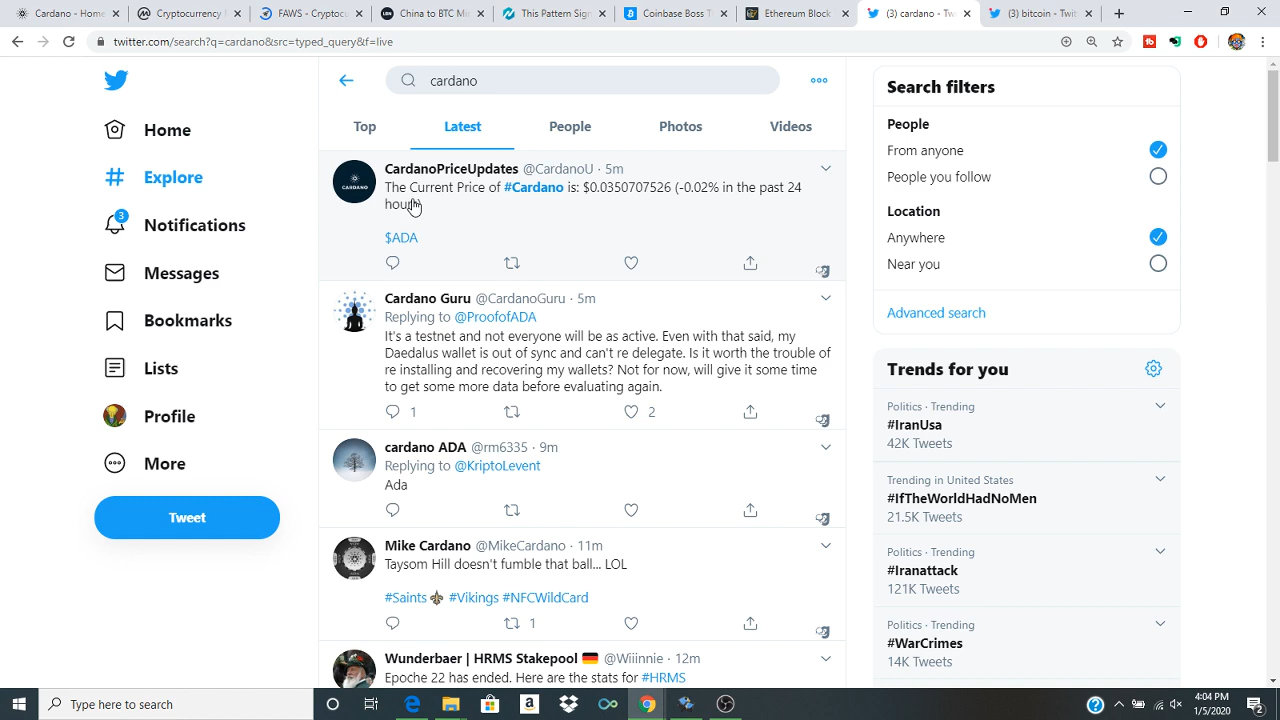 Cry
Commo
FAWS - Cust
China BTC Mi
Pattern Sign
Coinbase Boss T
Ethereum Block
(3) cardano - Tw
(3) bitcoin - Twi
twitter.com/search?q=cardano&src=typed_query&f=live
cardano
Top
Latest
People
Photos
Videos
Home
Explore
3
Notifications
Messages
Bookmarks
Lists
Profile
More
Tweet
CARDANO
CardanoPriceUpdates @CardanoU · 5m
The Current Price of #Cardano is: $0.0350707526 (-0.02% in the past 24
$ADA
Cardano Guru @CardanoGuru · 5m
Replying to @ProofofADA
It's a testnet and not everyone will be as active. Even with that said, my
Daedalus wallet is out of sync and can't re delegate. Is it worth the trouble of
re installing and recovering my wallets? Not for now, will give it some time
to get some more data before evaluating again.
1
2
cardano ADA @rm6335 · 9m
Replying to @KriptoLevent
Ada
Mike Cardano @MikeCardano · 11m
Taysom Hill doesn't fumble that ball... LOL
#Saints #Vikings #NFCWildCard
1
Wunderbaer | HRMS Stakepool @Wiiinnie · 12m
Epoche 22 has ended. Here are the stats for #HRMS
Search filters
People
From anyone
People you follow
Location
Anywhere
Near you
Advanced search
Trends for you
Politics · Trending
#IranUsa
42K Tweets
Trending in United States
#IfTheWorldHadNoMen
21.5K Tweets
Politics · Trending
#Iranattack
121K Tweets
Politics · Trending
#WarCrimes
14K Tweets
Type here to search
4:04 PM
1/5/2020
2